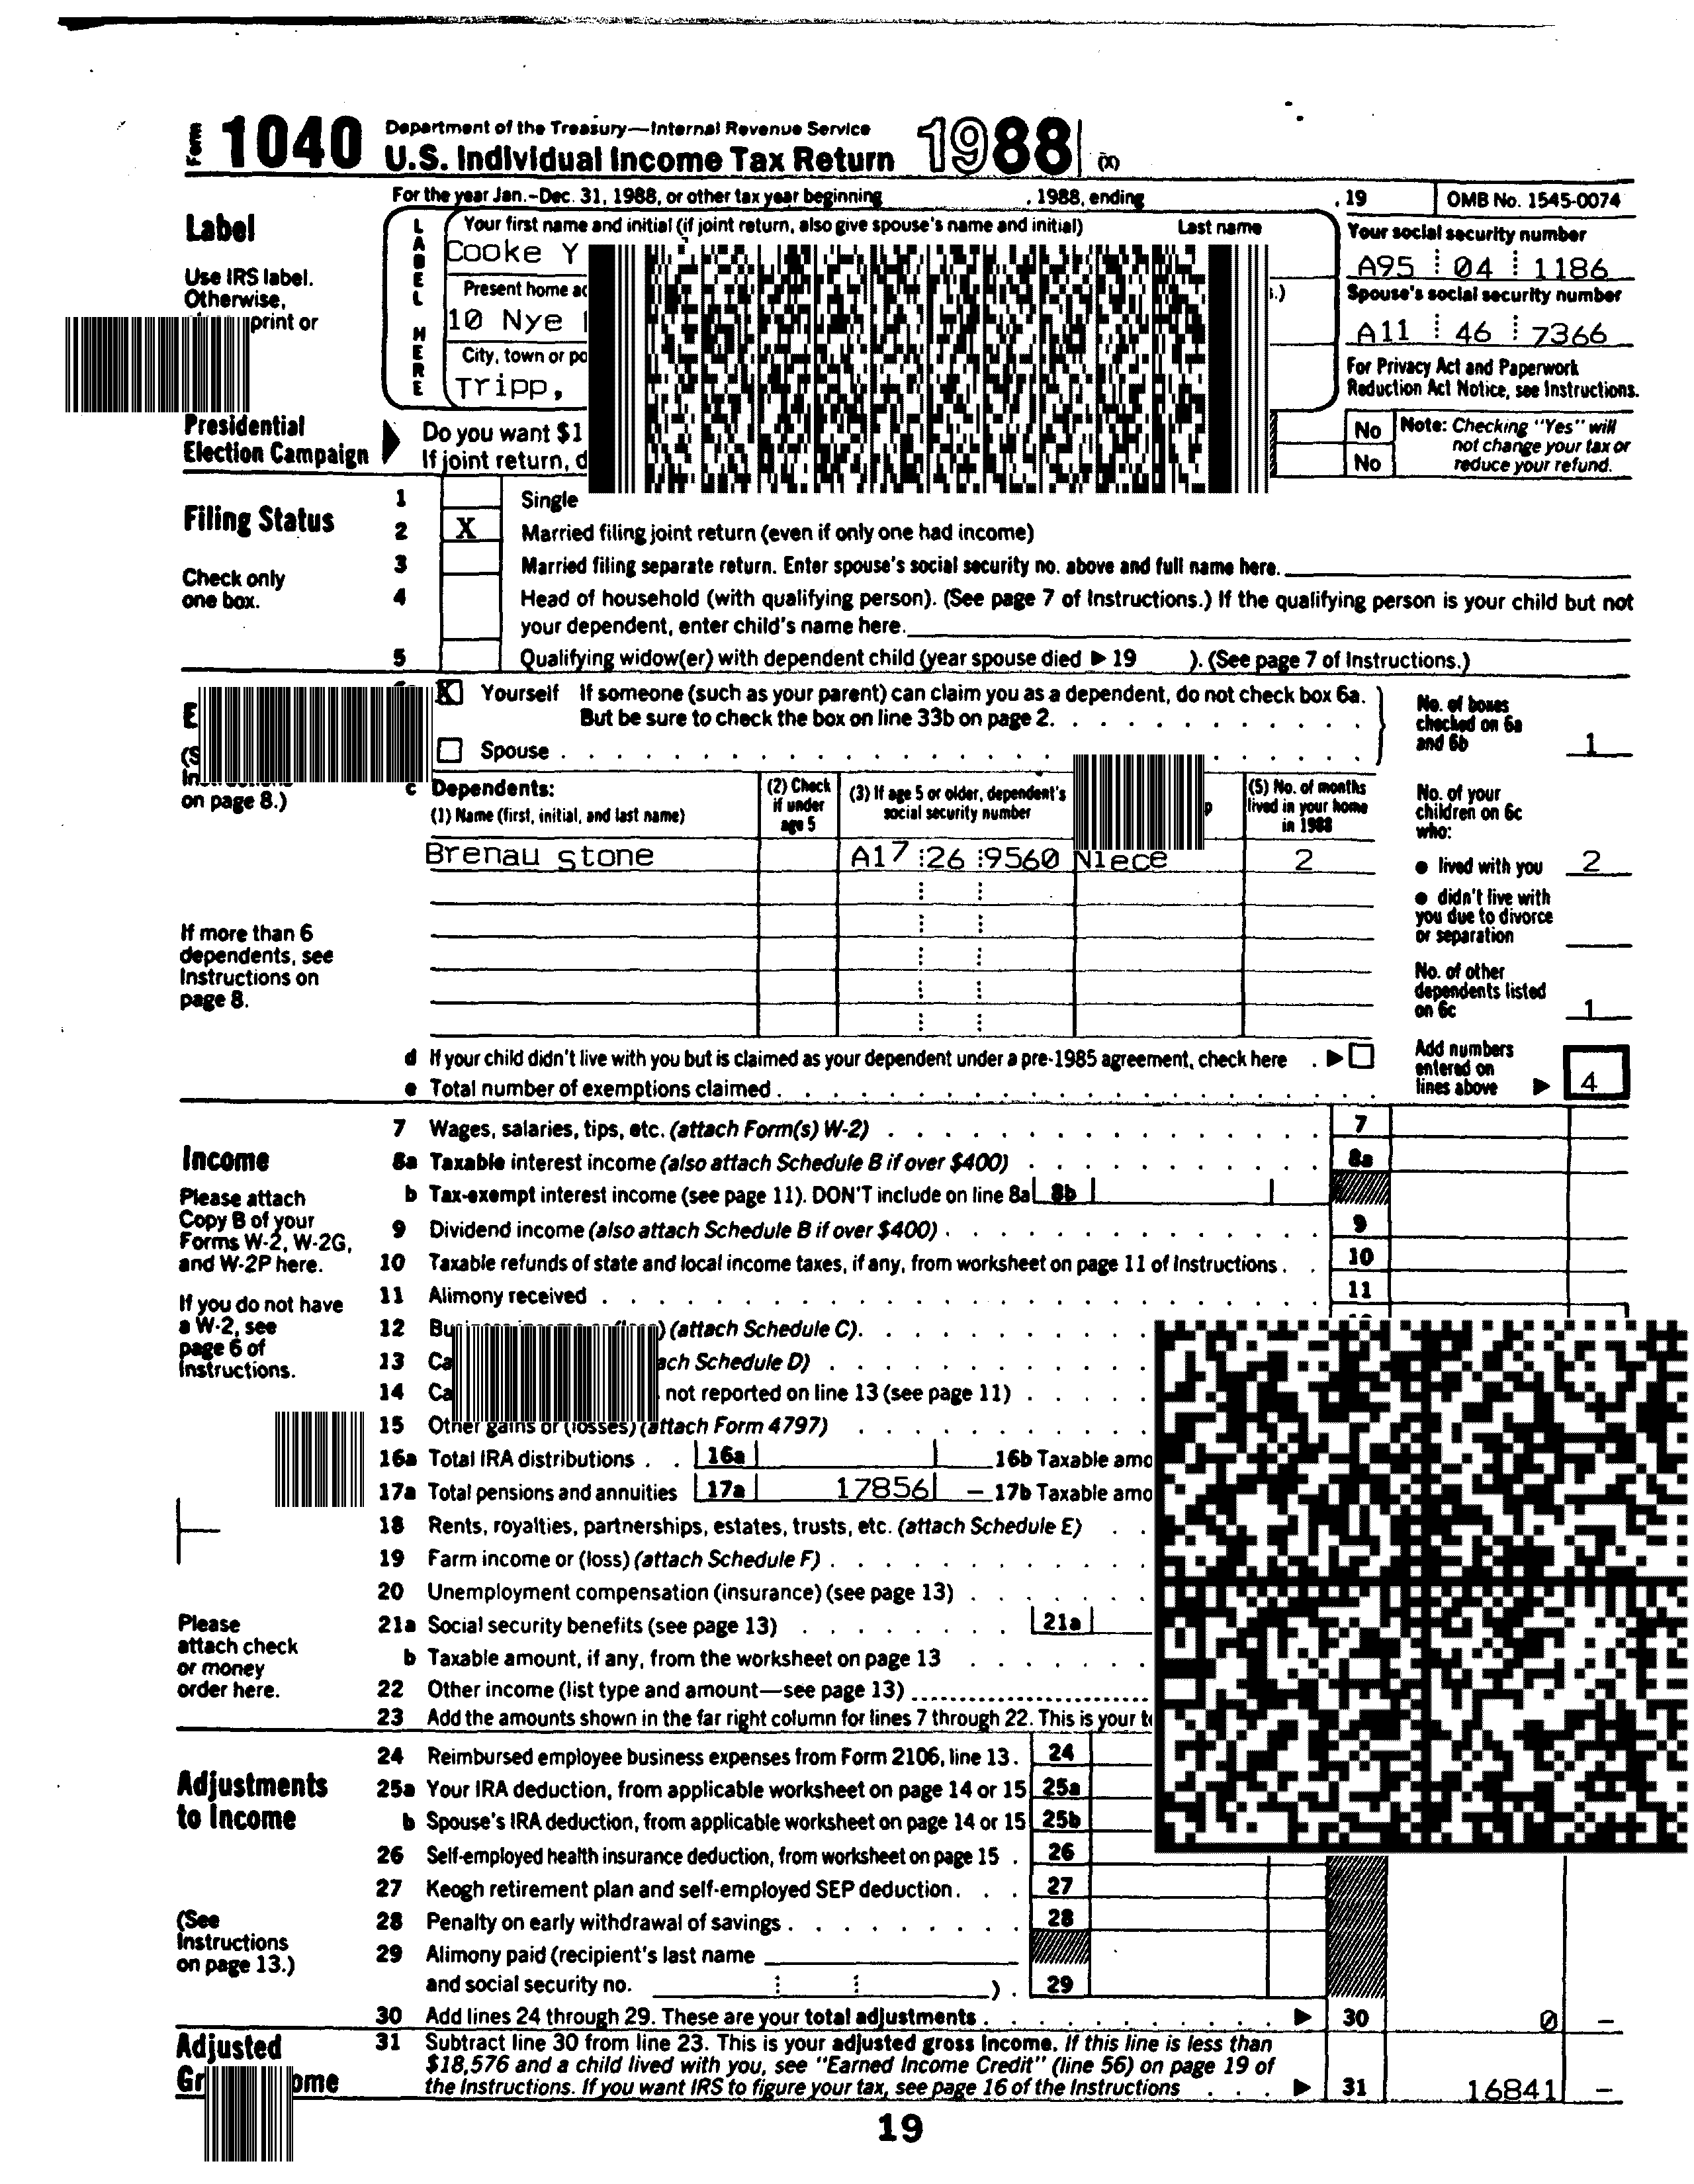 Form 1040 Department of the Treasury—Internal Revenue Service
U.S. Individual Income Tax Return 1988 (X)
For the year Jan.-Dec. 31, 1988, or other tax year beginning , 1988, ending , 19 OMB No. 1545-0074
Label
Use IRS label.
Otherwise,
print or
LABEL HERE
Your first name and initial (if joint return, also give spouse's name and initial) Last name
Cooke Y
Present home
10 Nye
City, town or
Tripp,
Your social security number
A95 04 1186
Spouse's social security number
A11 46 7366
For Privacy Act and Paperwork
Reduction Act Notice, see Instructions.
Presidential
Election Campaign
Do you want $1
If joint return,
No
No
Note: Checking "Yes" will
not change your tax or
reduce your refund.
Filing Status
Check only
one box.
1 Single
2 X Married filing joint return (even if only one had income)
3 Married filing separate return. Enter spouse's social security no. above and full name here.
4 Head of household (with qualifying person). (See page 7 of Instructions.) If the qualifying person is your child but not
your dependent, enter child's name here.
5 Qualifying widow(er) with dependent child (year spouse died ▶ 19 ). (See page 7 of Instructions.)
on page 8.)
X Yourself If someone (such as your parent) can claim you as a dependent, do not check box 6a.
But be sure to check the box on line 33b on page 2.
Spouse
No. of boxes
checked on 6a
and 6b 1
c Dependents:
(1) Name (first, initial, and last name)
(2) Check
if under
age 5
(3) If age 5 or older, dependent's
social security number
(5) No. of months
lived in your home
in 1988
Brenau stone A17 26 9560 Niece 2
No. of your
children on 6c
who:
● lived with you 2
● didn't live with
you due to divorce
or separation
No. of other
dependents listed
on 6c 1
If more than 6
dependents, see
Instructions on
page 8.
d If your child didn't live with you but is claimed as your dependent under a pre-1985 agreement, check here ▶
e Total number of exemptions claimed
Add numbers
entered on
lines above ▶ 4
Income
Please attach
Copy B of your
Forms W-2, W-2G,
and W-2P here.
If you do not have
a W-2, see
page 6 of
Instructions.
Please
attach check
or money
order here.
7 Wages, salaries, tips, etc. (attach Form(s) W-2) 7
8a Taxable interest income (also attach Schedule B if over $400) 8a
b Tax-exempt interest income (see page 11). DON'T include on line 8a 8b
9 Dividend income (also attach Schedule B if over $400) 9
10 Taxable refunds of state and local income taxes, if any, from worksheet on page 11 of Instructions. 10
11 Alimony received 11
12 (attach Schedule C).
13 Schedule D)
14 not reported on line 13 (see page 11)
15 Other gains or (losses) (attach Form 4797)
16a Total IRA distributions 16a 16b Taxable
17a Total pensions and annuities 17a 17856 — 17b Taxable
18 Rents, royalties, partnerships, estates, trusts, etc. (attach Schedule E)
19 Farm income or (loss) (attach Schedule F)
20 Unemployment compensation (insurance) (see page 13)
21a Social security benefits (see page 13) 21a
b Taxable amount, if any, from the worksheet on page 13
22 Other income (list type and amount—see page 13)
23 Add the amounts shown in the far right column for lines 7 through 22. This is your
Adjustments
to Income
(See
Instructions
on page 13.)
24 Reimbursed employee business expenses from Form 2106, line 13. 24
25a Your IRA deduction, from applicable worksheet on page 14 or 15 25a
b Spouse's IRA deduction, from applicable worksheet on page 14 or 15 25b
26 Self-employed health insurance deduction, from worksheet on page 15 26
27 Keogh retirement plan and self-employed SEP deduction 27
28 Penalty on early withdrawal of savings 28
29 Alimony paid (recipient's last name
and social security no. ) 29
30 Add lines 24 through 29. These are your total adjustments ▶ 30 0 —
Adjusted
31 Subtract line 30 from line 23. This is your adjusted gross income. If this line is less than
$18,576 and a child lived with you, see "Earned Income Credit" (line 56) on page 19 of
the Instructions. If you want IRS to figure your tax, see page 16 of the Instructions ▶ 31 16841 —
19